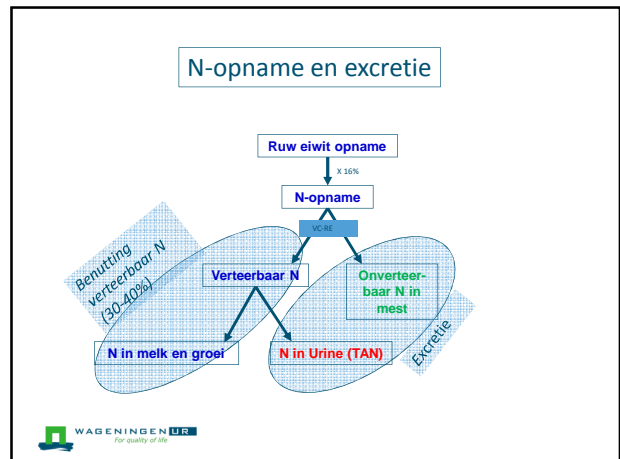 N-opname en excretie
Ruw eiwit opname
X 16%
N-opname
VC-RE
Benutting
verteerbaar N
(30-40%)
Verteerbaar N
Onverteer-
baar N in
mest
N in melk en groei
N in Urine (TAN)
Excretie
WAGENINGEN UR
For quality of life